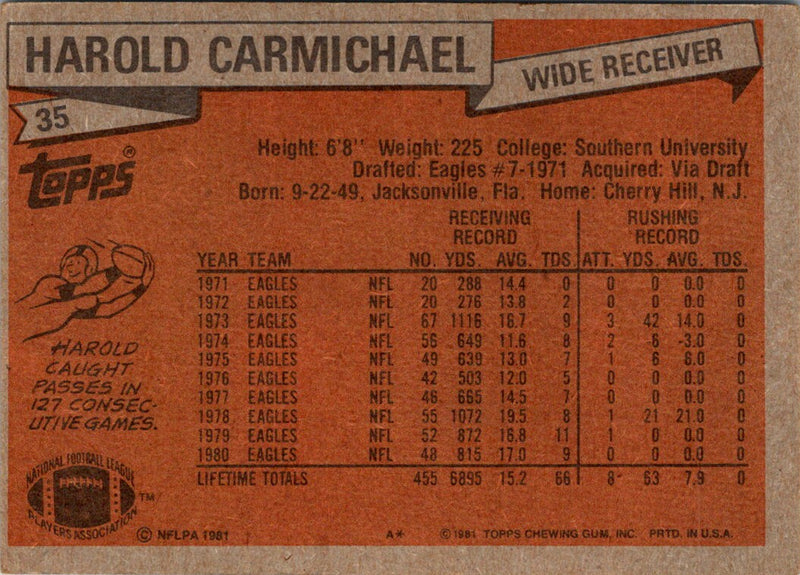 HAROLD CARMICHAEL
WIDE RECEIVER
35
Topps®
Height: 6'8'' Weight: 225 College: Southern University
Drafted: Eagles #7-1971 Acquired: Via Draft
Born: 9-22-49, Jacksonville, Fla. Home: Cherry Hill, N.J.
RECEIVING RUSHING
RECORD RECORD
YEAR TEAM NO. YDS. AVG. TDS. ATT. YDS. AVG. TDS.
1971 EAGLES NFL 20 288 14.4 0 0 0 0.0 0
1972 EAGLES NFL 20 276 13.8 2 0 0 0.0 0
1973 EAGLES NFL 67 1116 16.7 9 3 42 14.0 0
1974 EAGLES NFL 56 649 11.6 8 2 6 -3.0 0
1975 EAGLES NFL 49 639 13.0 7 1 6 6.0 0
1976 EAGLES NFL 42 503 12.0 5 0 0 0.0 0
1977 EAGLES NFL 46 665 14.5 7 0 0 0.0 0
1978 EAGLES NFL 55 1072 19.5 8 1 21 21.0 0
1979 EAGLES NFL 52 872 16.8 11 1 0 0.0 0
1980 EAGLES NFL 48 815 17.0 9 0 0 0.0 0
LIFETIME TOTALS 455 6895 15.2 66 8 63 7.9 0
HAROLD
CAUGHT
PASSES IN
127 CONSEC-
UTIVE GAMES.
NATIONAL FOOTBALL LEAGUE
PLAYERS ASSOCIATION
TM
© NFLPA 1981
A*
© 1981 TOPPS CHEWING GUM, INC. PRTD. IN U.S.A.